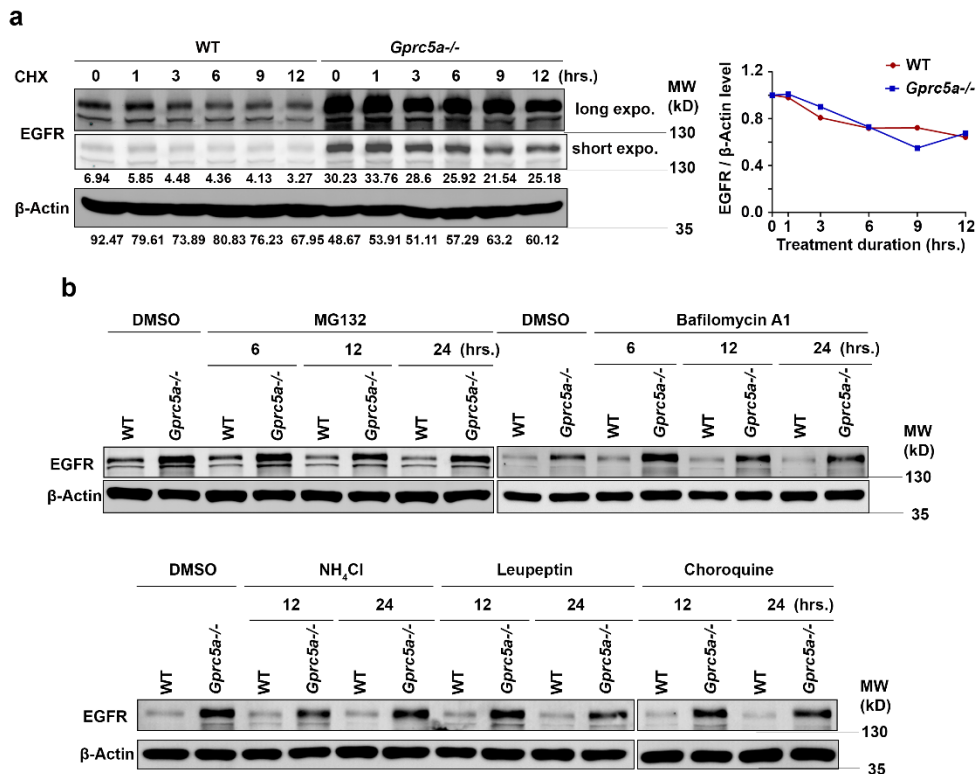 a
WT Gprc5a-/-
CHX 0 1 3 6 9 12 0 1 3 6 9 12 (hrs.)
MW
(kD)
EGFR
long expo.
130
short expo.
130
6.94 5.85 4.48 4.36 4.13 3.27 30.23 33.76 28.6 25.92 21.54 25.18
β-Actin
35
92.47 79.61 73.89 80.83 76.23 67.95 48.67 53.91 51.11 57.29 63.2 60.12
WT
Gprc5a-/-
EGFR / β-Actin level
1.2
0.8
0.4
0.0
0 1 3 6 9 12
Treatment duration (hrs.)
b
DMSO MG132 DMSO Bafilomycin A1
6 12 24 (hrs.) 6 12 24 (hrs.)
WT Gprc5a-/- WT Gprc5a-/- WT Gprc5a-/- WT Gprc5a-/- WT Gprc5a-/- WT Gprc5a-/- WT Gprc5a-/- WT Gprc5a-/-
MW
(kD)
EGFR
130
β-Actin
35
DMSO NH₄Cl Leupeptin Choroquine
12 24 12 24 12 24 (hrs.)
WT Gprc5a-/- WT Gprc5a-/- WT Gprc5a-/- WT Gprc5a-/- WT Gprc5a-/- WT Gprc5a-/- WT Gprc5a-/-
MW
(kD)
EGFR
130
β-Actin
35